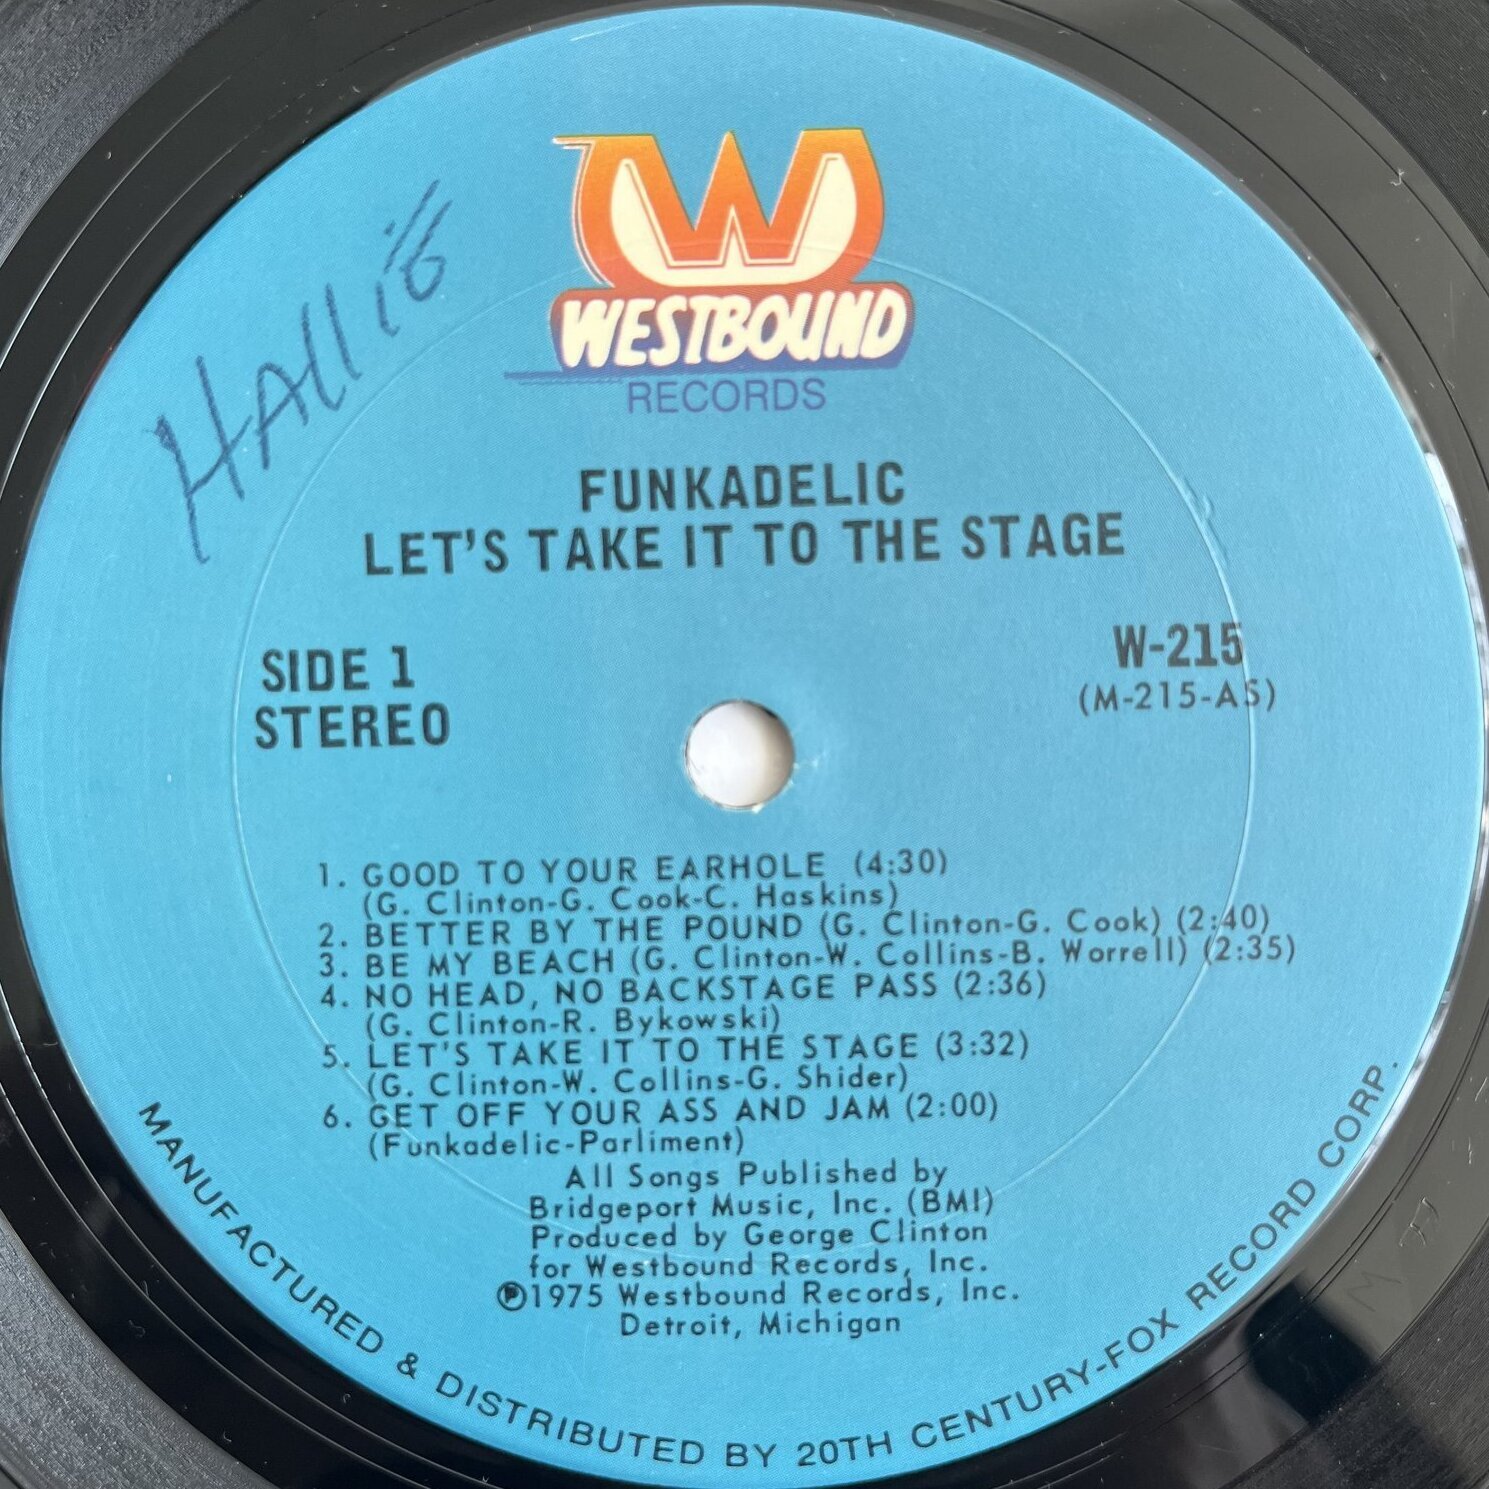 HALLIE
W
WESTBOUND
RECORDS
FUNKADELIC
LET'S TAKE IT TO THE STAGE
SIDE 1
STEREO
W-215
(M-215-AS)
1. GOOD TO YOUR EARHOLE (4:30)
(G. Clinton-G. Cook-C. Haskins)
2. BETTER BY THE POUND (G. Clinton-G. Cook) (2:40)
3. BE MY BEACH (G. Clinton-W. Collins-B. Worrell) (2:35)
4. NO HEAD, NO BACKSTAGE PASS (2:36)
(G. Clinton-R. Bykowski)
5. LET'S TAKE IT TO THE STAGE (3:32)
(G. Clinton-W. Collins-G. Shider)
6. GET OFF YOUR ASS AND JAM (2:00)
(Funkadelic-Parliment)
All Songs Published by
Bridgeport Music, Inc. (BMI)
Produced by George Clinton
for Westbound Records, Inc.
℗1975 Westbound Records, Inc.
Detroit, Michigan
MANUFACTURED & DISTRIBUTED BY 20TH CENTURY-FOX RECORD CORP.